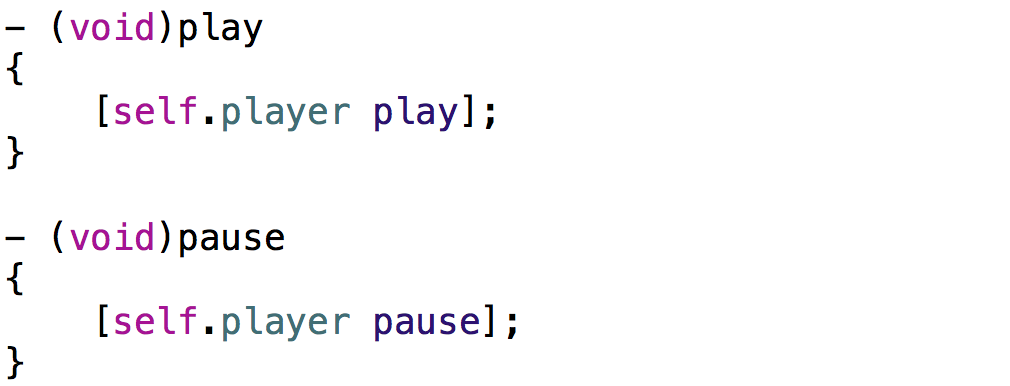 - (void)play
{
    [self.player play];
}

- (void)pause
{
    [self.player pause];
}